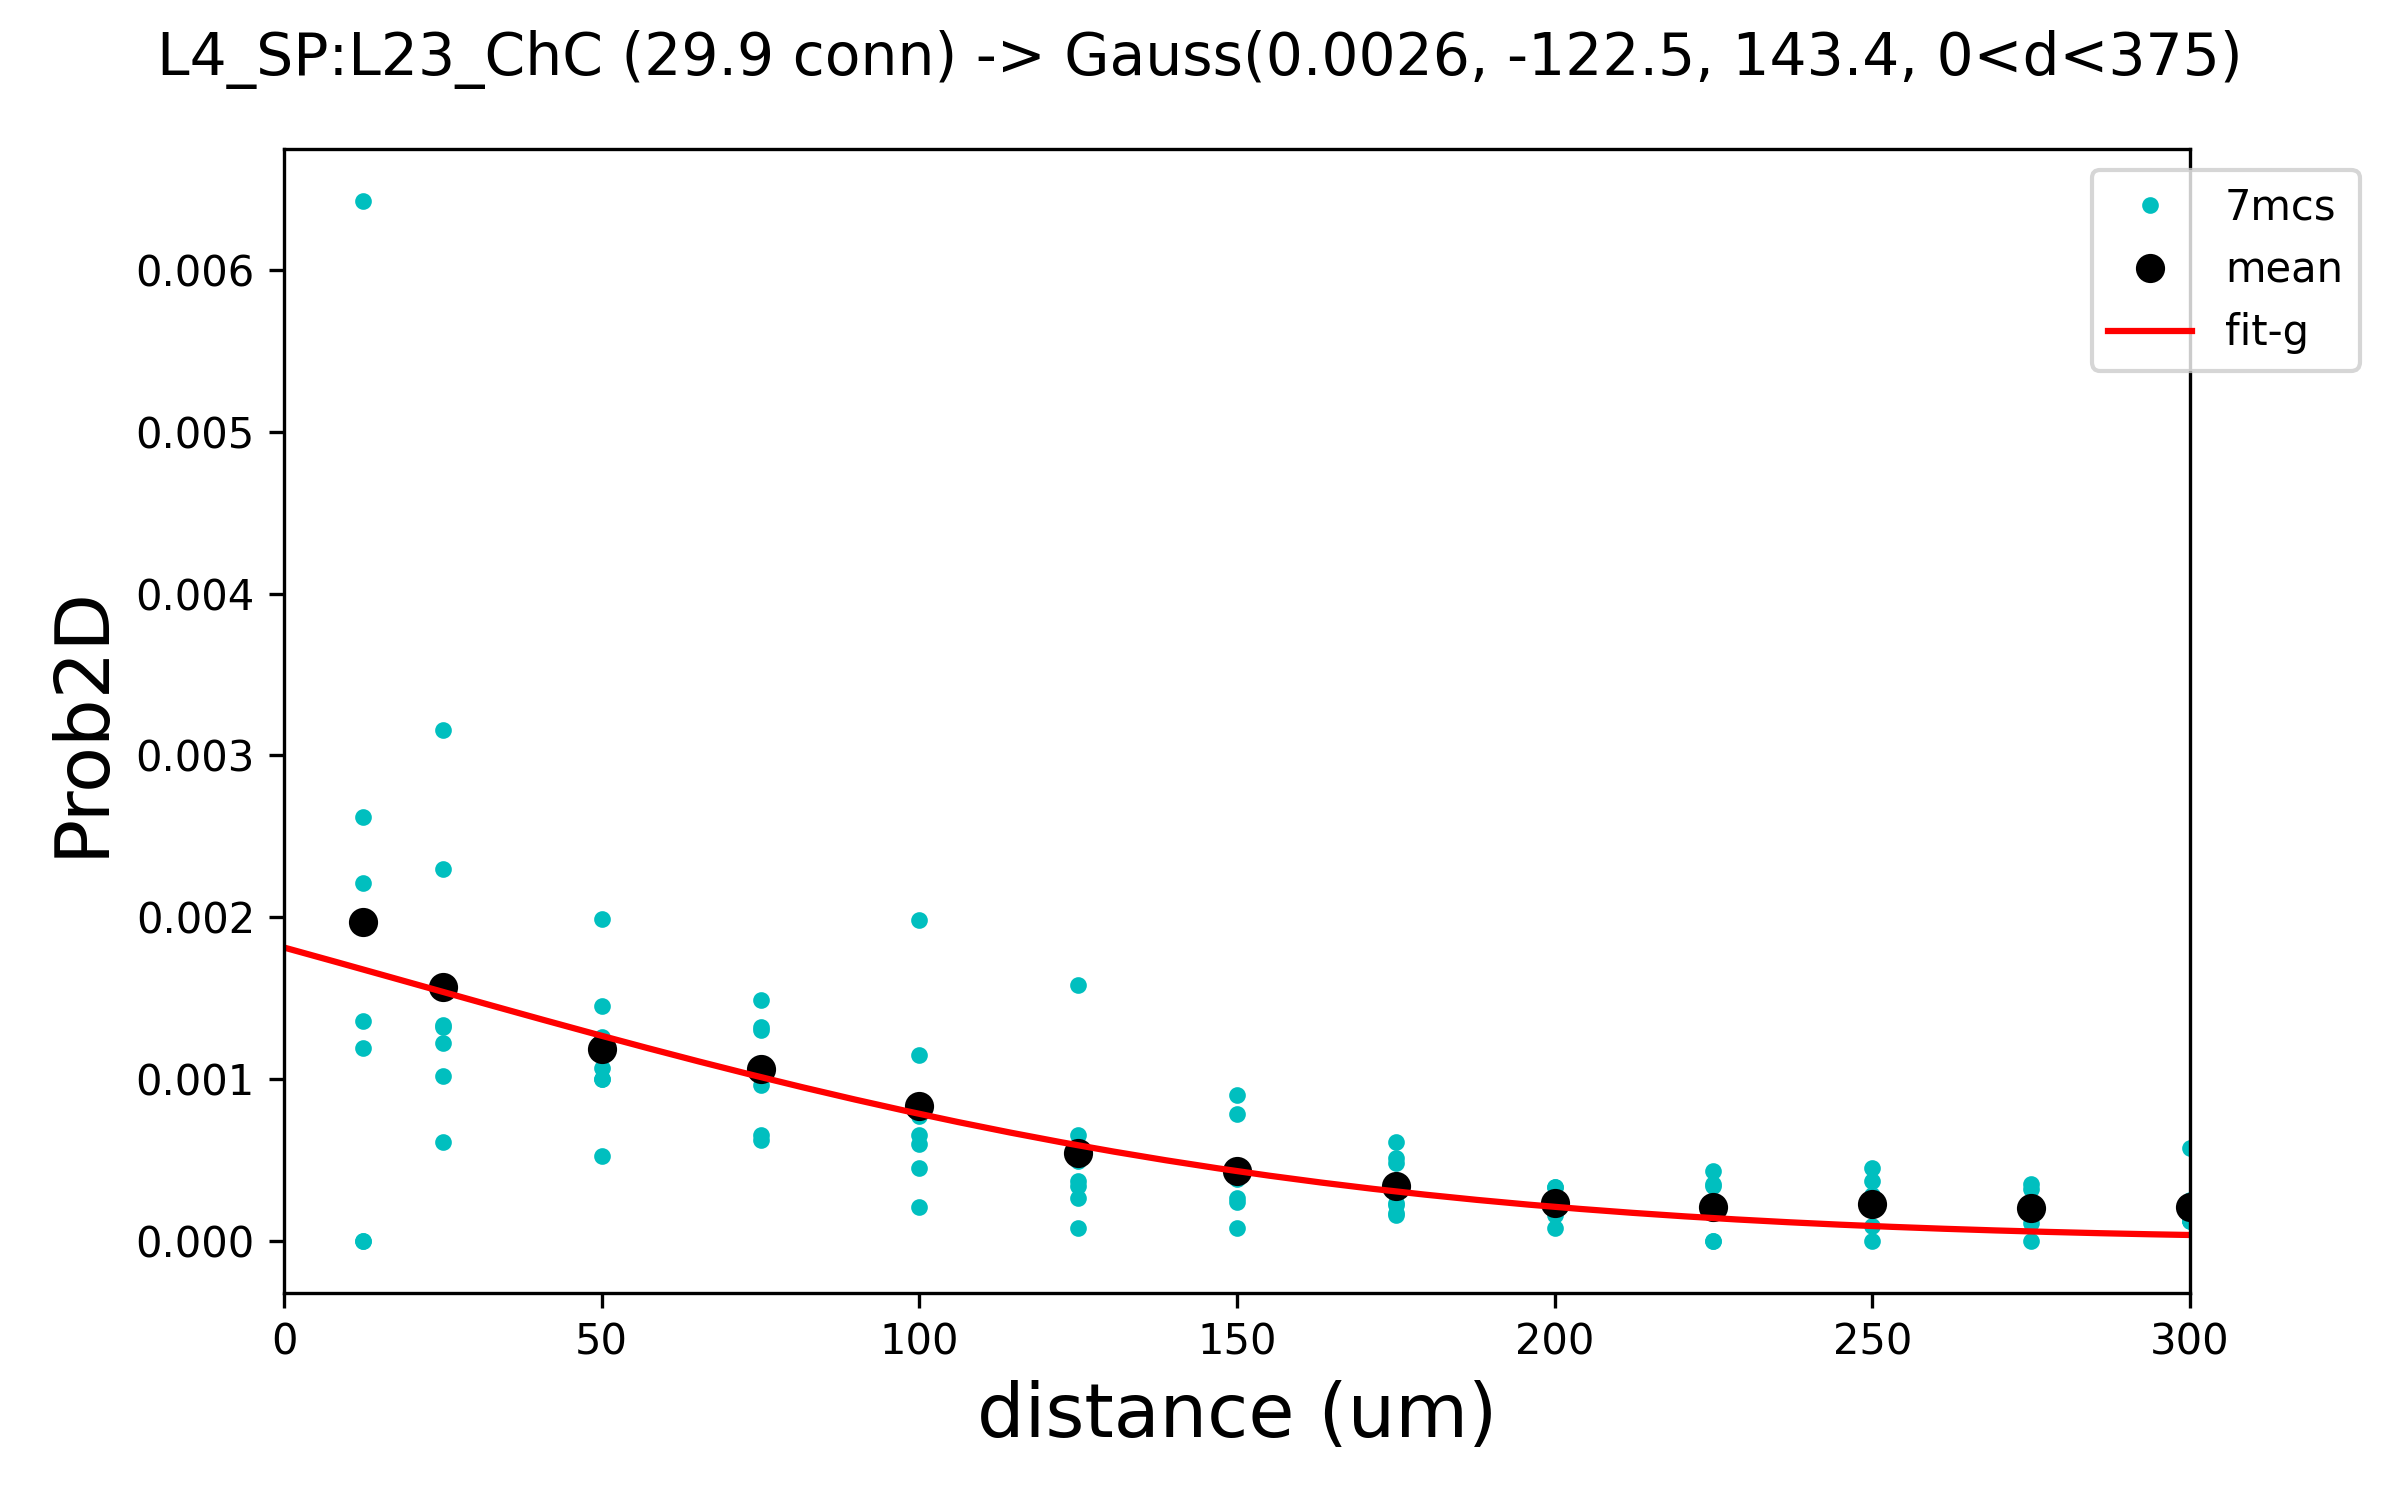 L4_SP:L23_ChC (29.9 conn) -> Gauss(0.0026, -122.5, 143.4, 0<d<375)
7mcs
mean
fit-g
Prob2D
0.006
0.005
0.004
0.003
0.002
0.001
0.000
0 50 100 150 200 250 300
distance (um)